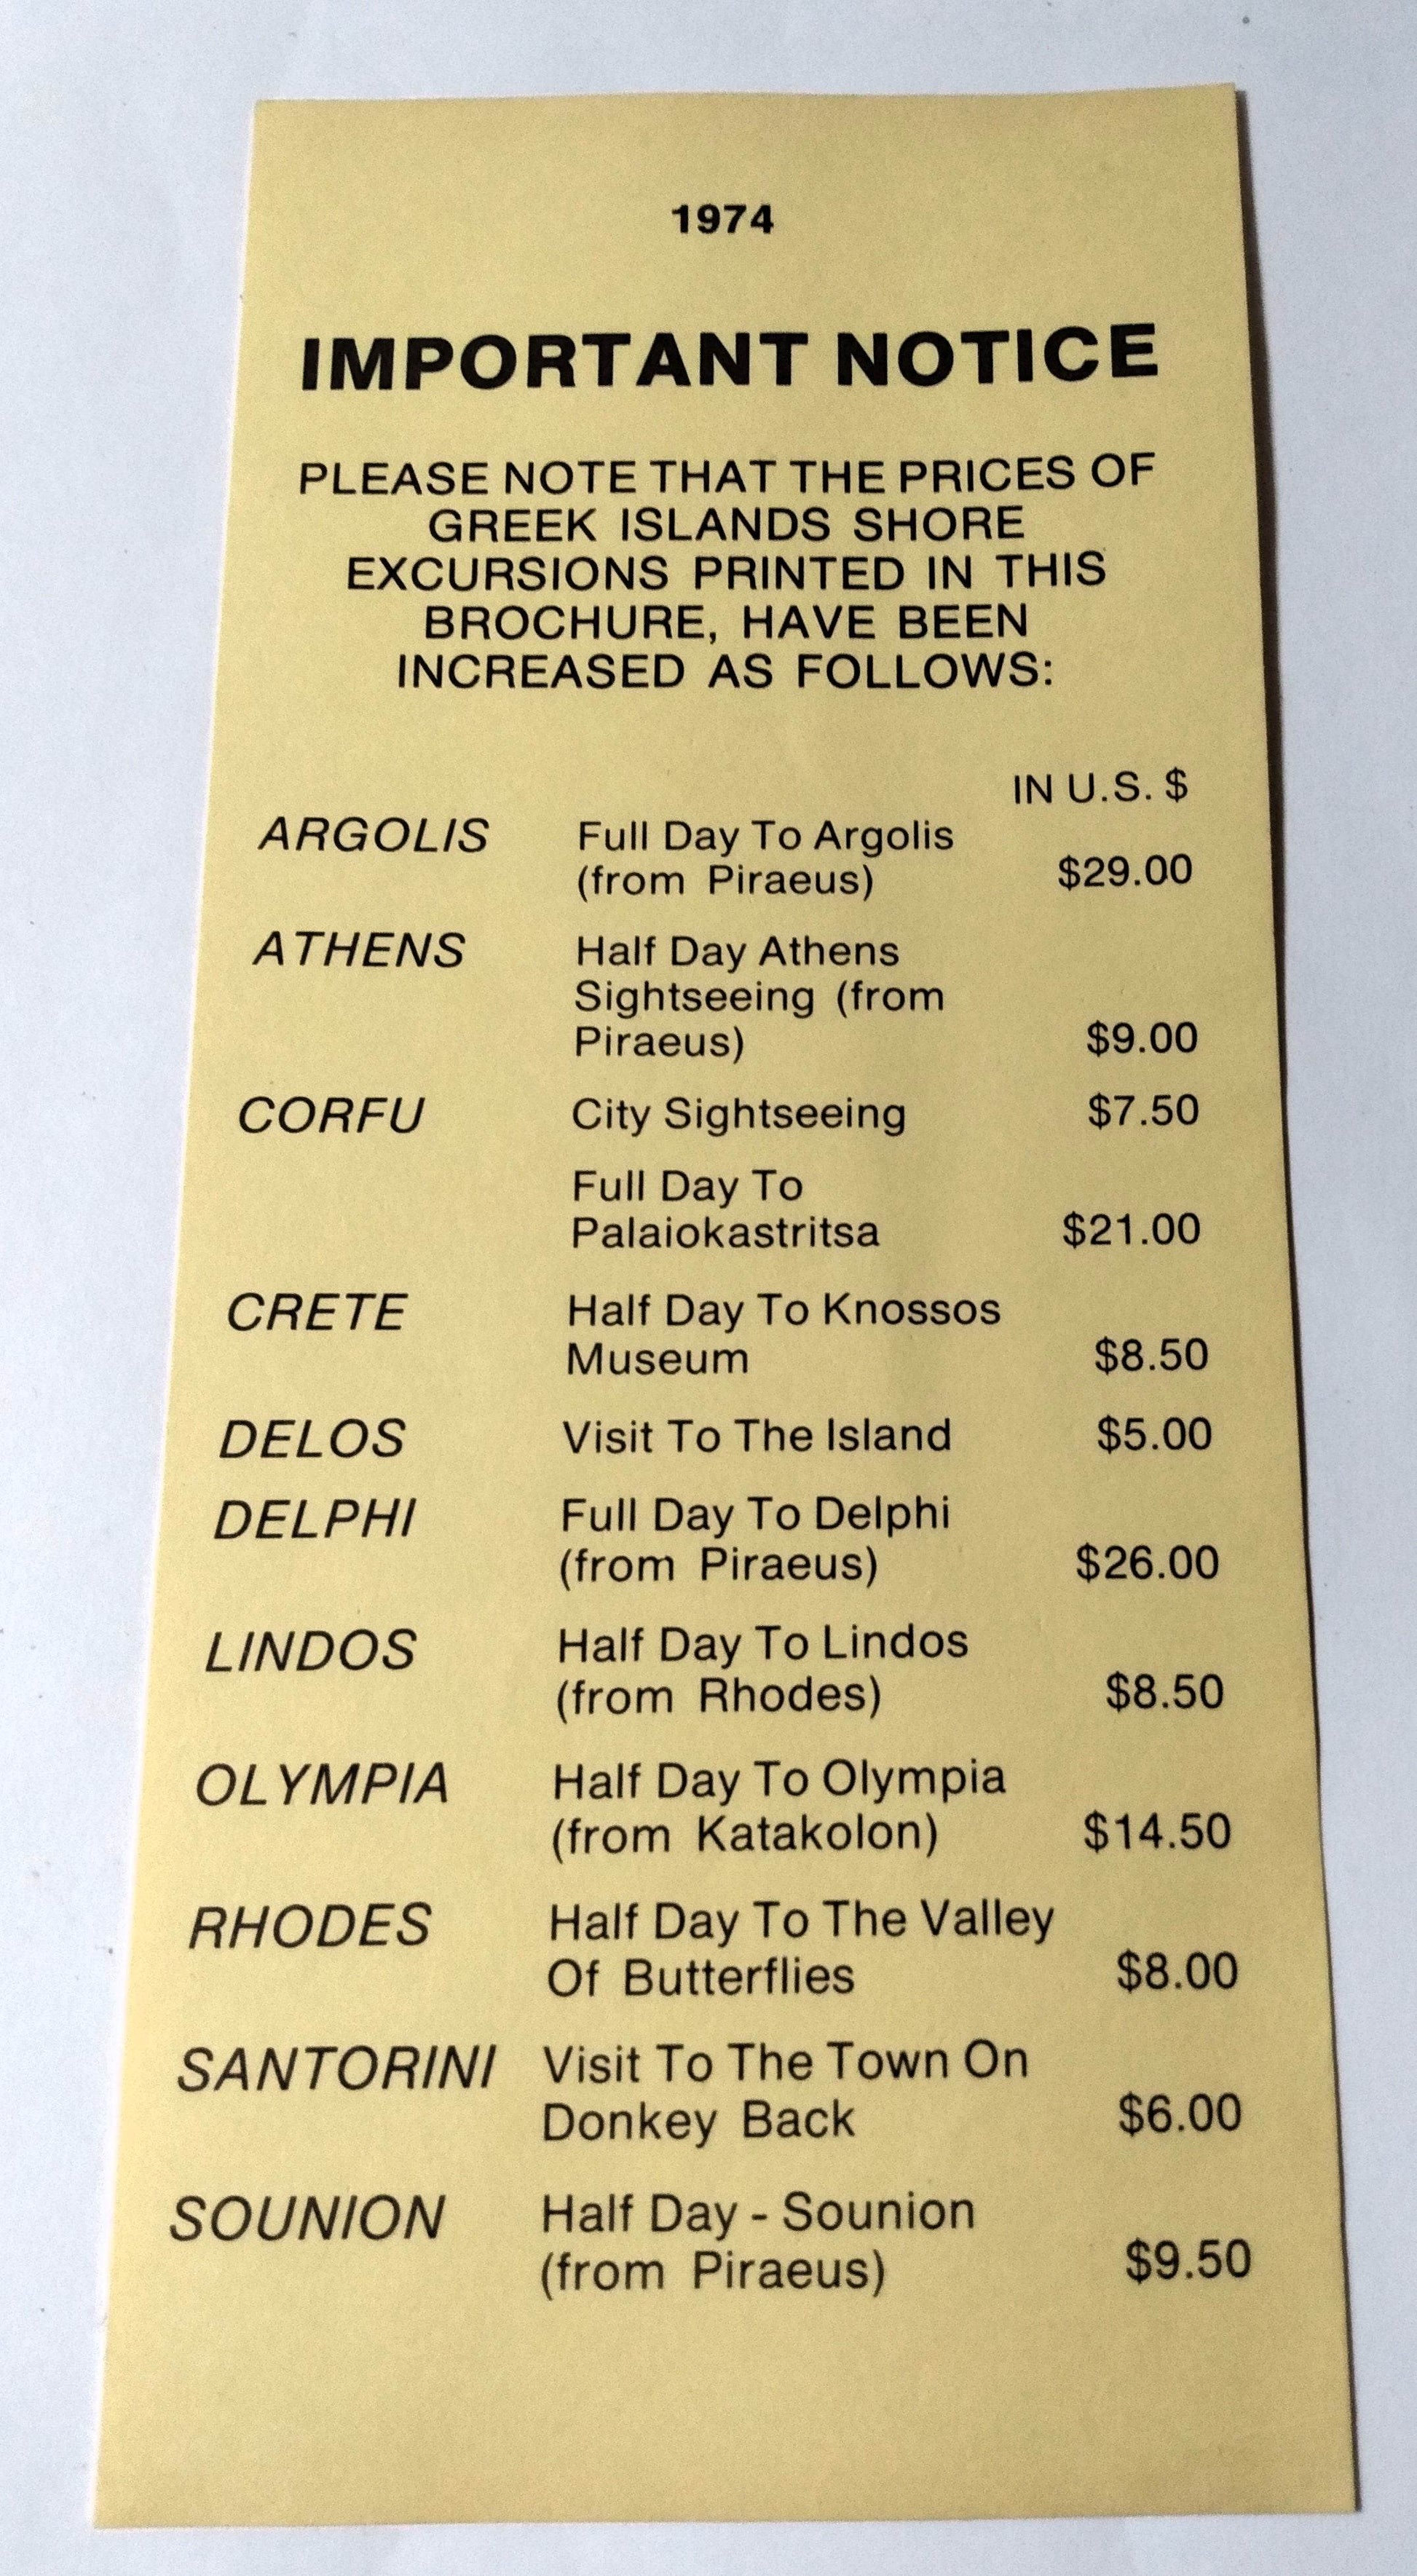 1974
IMPORTANT NOTICE
PLEASE NOTE THAT THE PRICES OF
GREEK ISLANDS SHORE
EXCURSIONS PRINTED IN THIS
BROCHURE, HAVE BEEN
INCREASED AS FOLLOWS:
IN U.S. $
ARGOLIS Full Day To Argolis
(from Piraeus) $29.00
ATHENS Half Day Athens
Sightseeing (from
Piraeus) $9.00
CORFU City Sightseeing $7.50
Full Day To
Palaiokastritsa $21.00
CRETE Half Day To Knossos
Museum $8.50
DELOS Visit To The Island $5.00
DELPHI Full Day To Delphi
(from Piraeus) $26.00
LINDOS Half Day To Lindos
(from Rhodes) $8.50
OLYMPIA Half Day To Olympia
(from Katakolon) $14.50
RHODES Half Day To The Valley
Of Butterflies $8.00
SANTORINI Visit To The Town On
Donkey Back $6.00
SOUNION Half Day - Sounion
(from Piraeus) $9.50